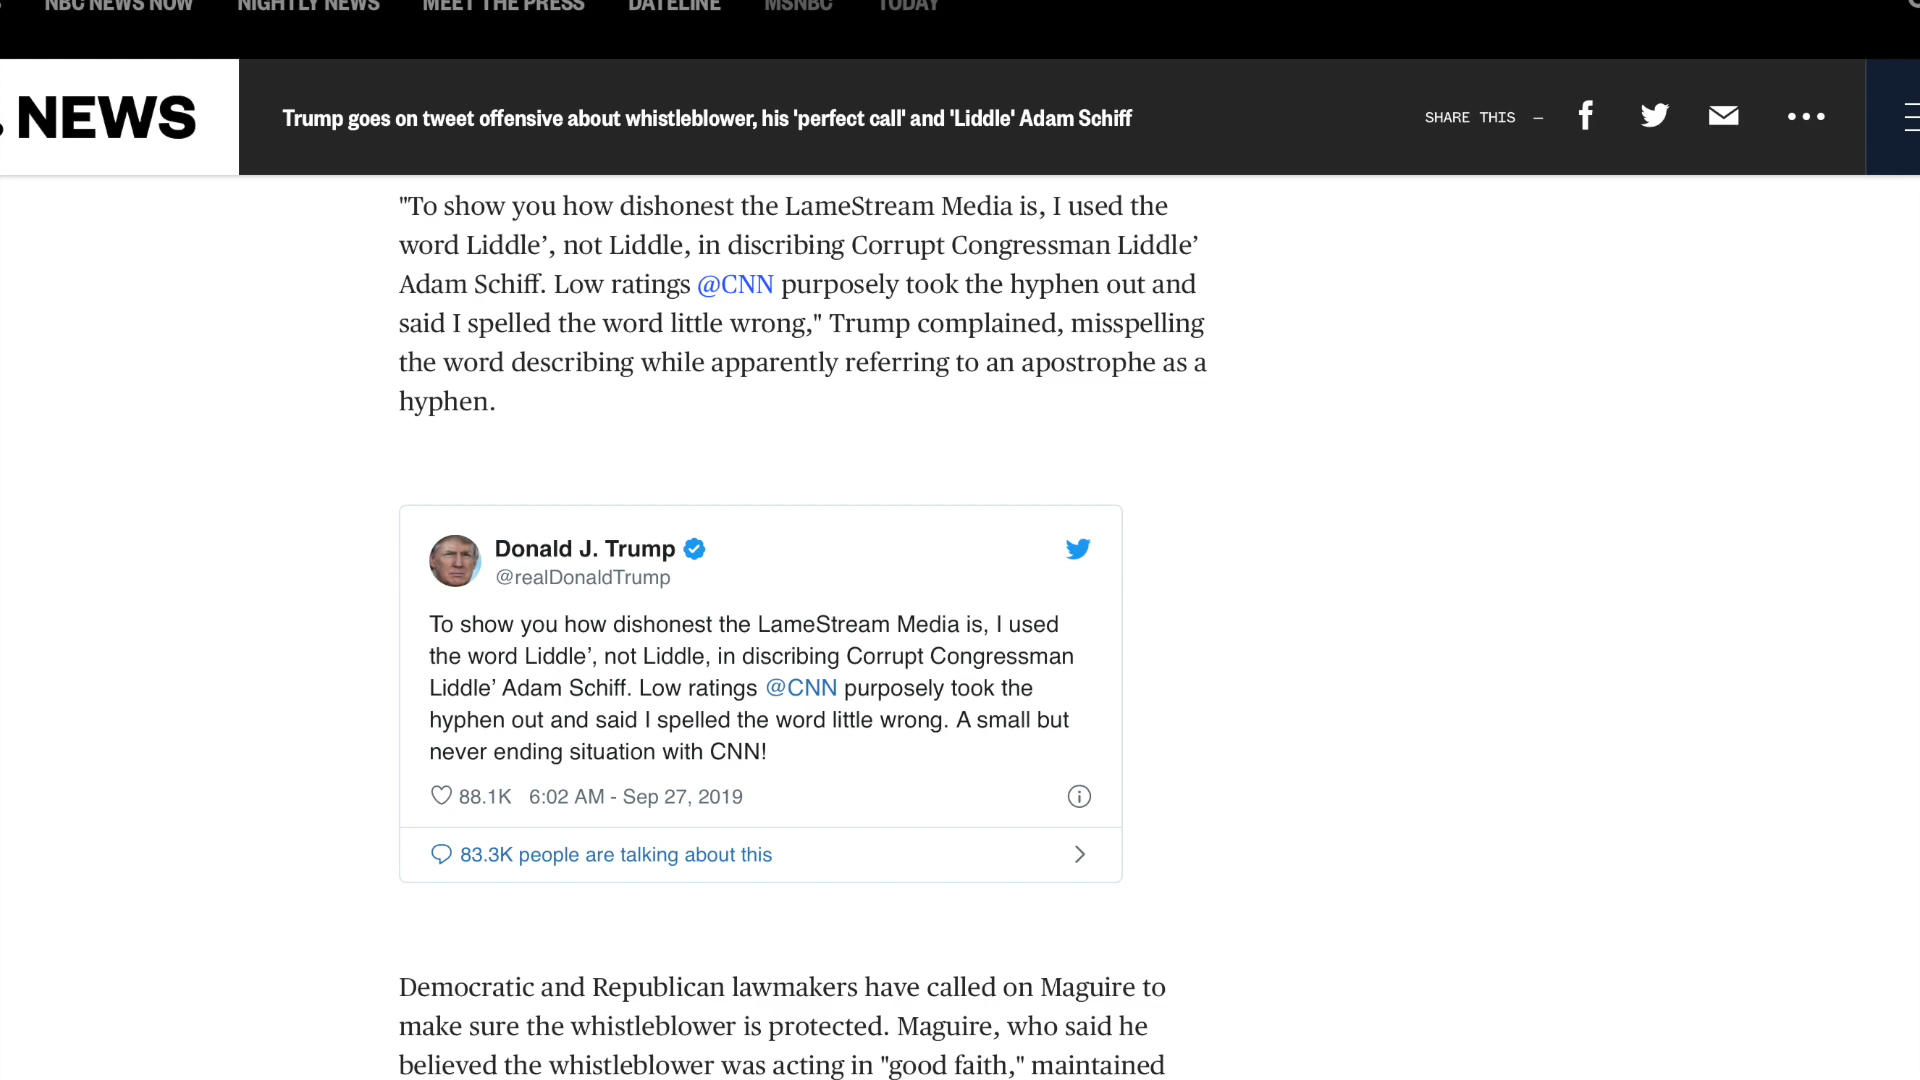 NBC NEWS NOW NIGHTLY NEWS MEET THE PRESS DATELINE MSNBC TODAY
NEWS
Trump goes on tweet offensive about whistleblower, his 'perfect call' and 'Liddle' Adam Schiff
SHARE THIS —
"To show you how dishonest the LameStream Media is, I used the
word Liddle’, not Liddle, in discribing Corrupt Congressman Liddle’
Adam Schiff. Low ratings @CNN purposely took the hyphen out and
said I spelled the word little wrong," Trump complained, misspelling
the word describing while apparently referring to an apostrophe as a
hyphen.
Donald J. Trump
@realDonaldTrump
To show you how dishonest the LameStream Media is, I used
the word Liddle’, not Liddle, in discribing Corrupt Congressman
Liddle’ Adam Schiff. Low ratings @CNN purposely took the
hyphen out and said I spelled the word little wrong. A small but
never ending situation with CNN!
88.1K 6:02 AM - Sep 27, 2019
83.3K people are talking about this
Democratic and Republican lawmakers have called on Maguire to
make sure the whistleblower is protected. Maguire, who said he
believed the whistleblower was acting in "good faith," maintained